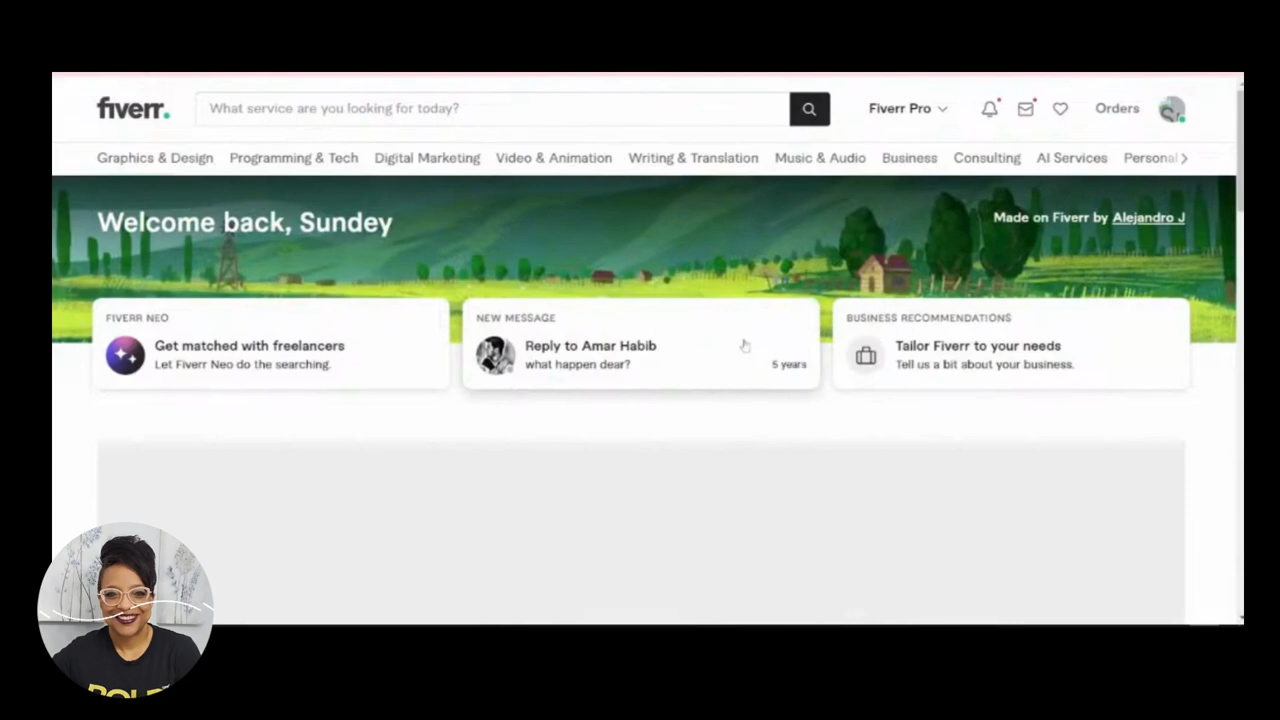 fiverr.
What service are you looking for today?
Fiverr Pro
Orders
Graphics & Design Programming & Tech Digital Marketing Video & Animation Writing & Translation Music & Audio Business Consulting AI Services Personal
Welcome back, Sundey
Made on Fiverr by Alejandro J
FIVERR NEO
Get matched with freelancers
Let Fiverr Neo do the searching.
NEW MESSAGE
Reply to Amar Habib
what happen dear?
5 years
BUSINESS RECOMMENDATIONS
Tailor Fiverr to your needs
Tell us a bit about your business.